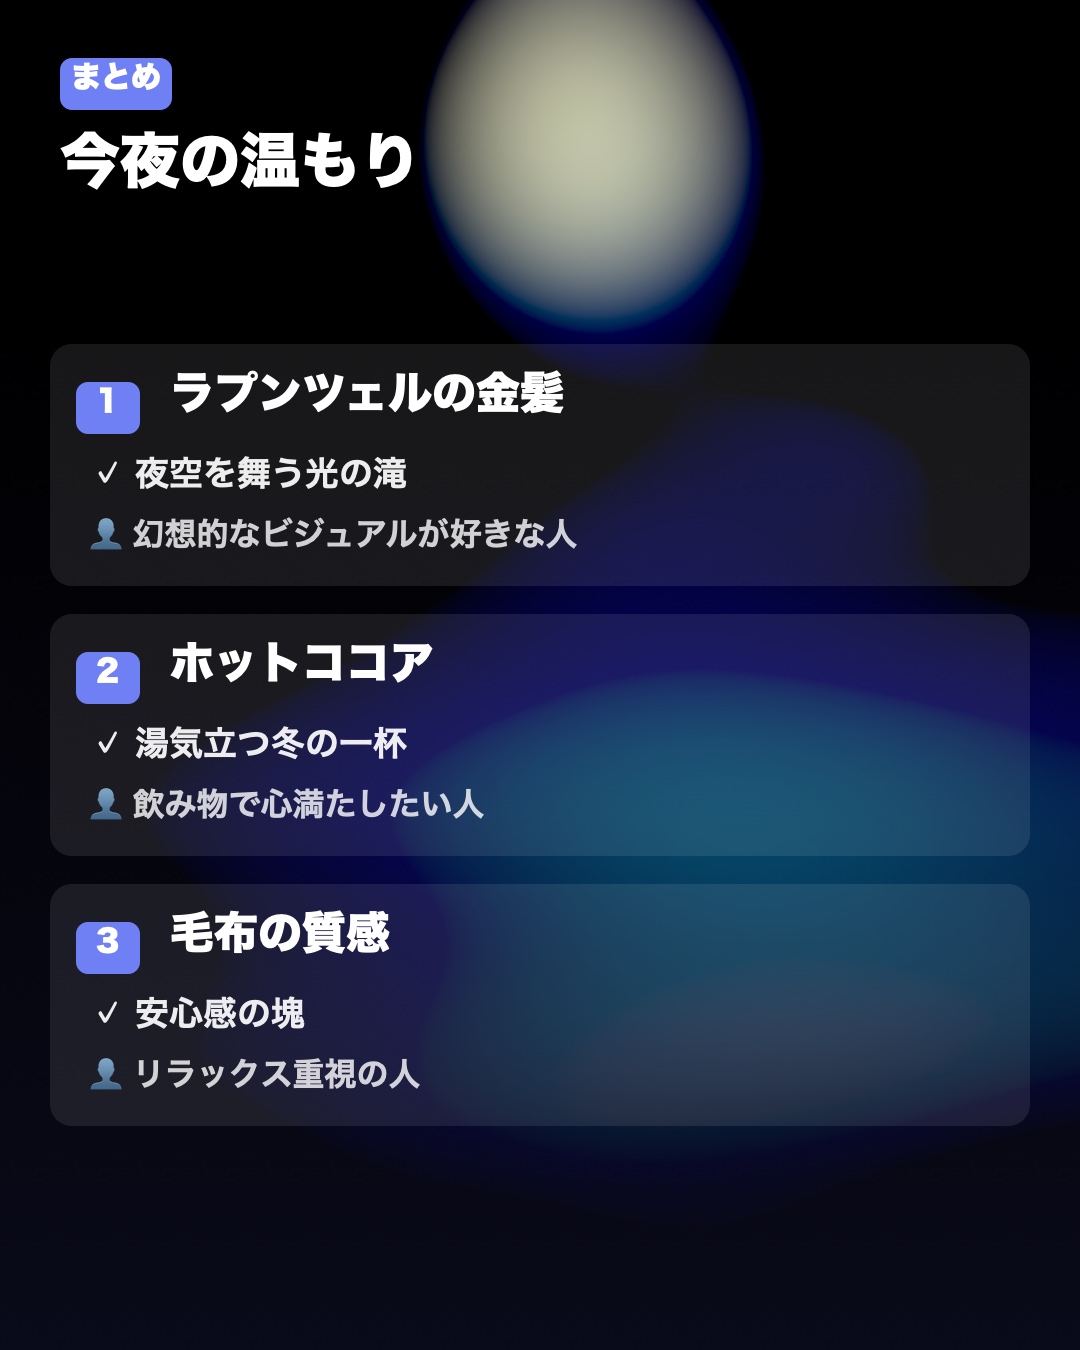 まとめ
今夜の温もり
1 ラプンツェルの金髪
✓ 夜空を舞う光の滝
👤 幻想的なビジュアルが好きな人
2 ホットココア
✓ 湯気立つ冬の一杯
👤 飲み物で心満たしたい人
3 毛布の質感
✓ 安心感の塊
👤 リラックス重視の人